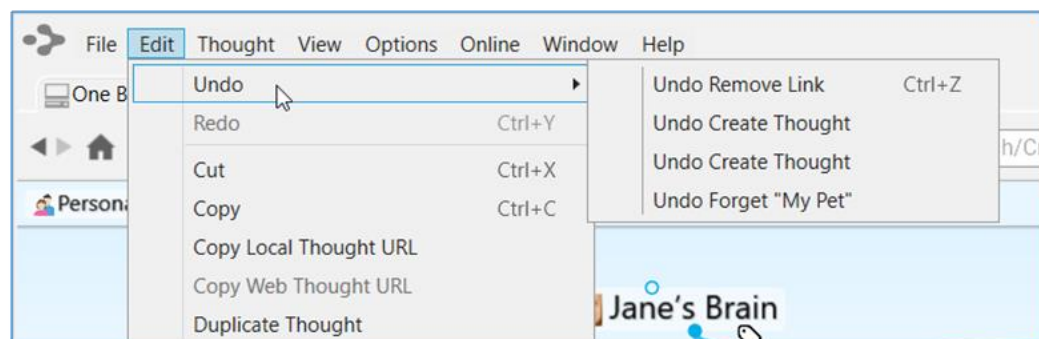 File Edit Thought View Options Online Window Help
One B
Undo
Undo Remove Link Ctrl+Z
Redo Ctrl+Y
Undo Create Thought
h/C
Cut Ctrl+X
Undo Create Thought
Persona
Copy Ctrl+C
Undo Forget "My Pet"
Copy Local Thought URL
Copy Web Thought URL
Jane's Brain
Duplicate Thought